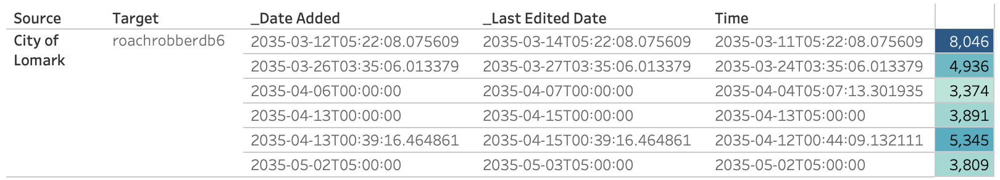 Source Target _Date Added _Last Edited Date Time
City of Lomark roachrobberdb6 2035-03-12T05:22:08.075609 2035-03-14T05:22:08.075609 2035-03-11T05:22:08.075609 8,046
2035-03-26T03:35:06.013379 2035-03-27T03:35:06.013379 2035-03-24T03:35:06.013379 4,936
2035-04-06T00:00:00 2035-04-07T00:00:00 2035-04-04T05:07:13.301935 3,374
2035-04-13T00:00:00 2035-04-15T00:00:00 2035-04-13T05:00:00 3,891
2035-04-13T00:39:16.464861 2035-04-15T00:39:16.464861 2035-04-12T00:44:09.132111 5,345
2035-05-02T05:00:00 2035-05-03T05:00:00 2035-05-02T05:00:00 3,809